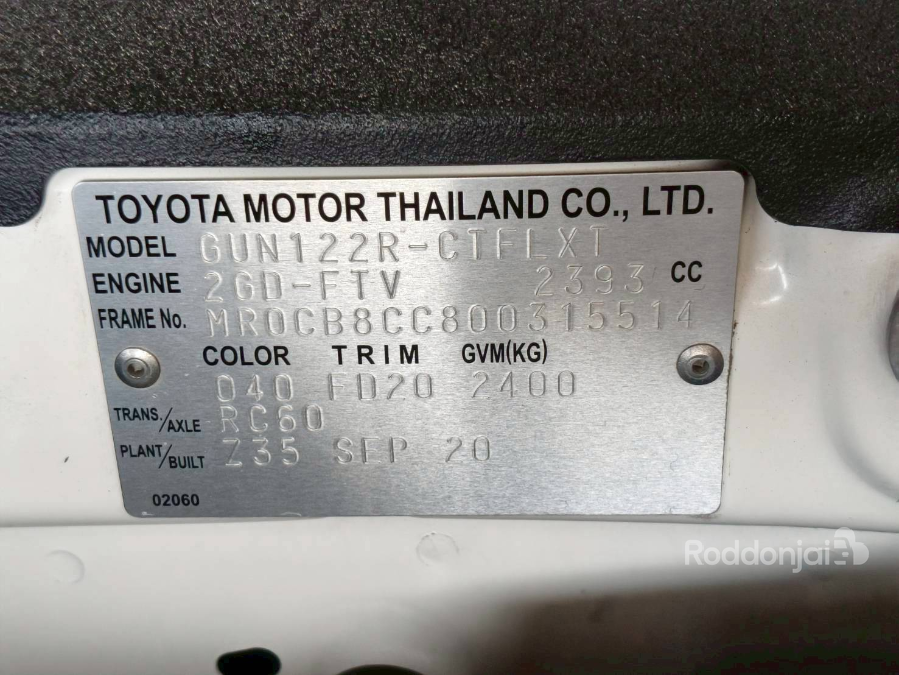 TOYOTA MOTOR THAILAND CO., LTD.
MODEL GUN122R-CTFLXT
ENGINE 2GD-FTV 2393 CC
FRAME No. MR0CB8CC800315514
COLOR TRIM GVM(KG)
040 FD20 2400
TRANS./AXLE RC60
PLANT/BUILT Z35 SEP 20
02060
Roddonjai